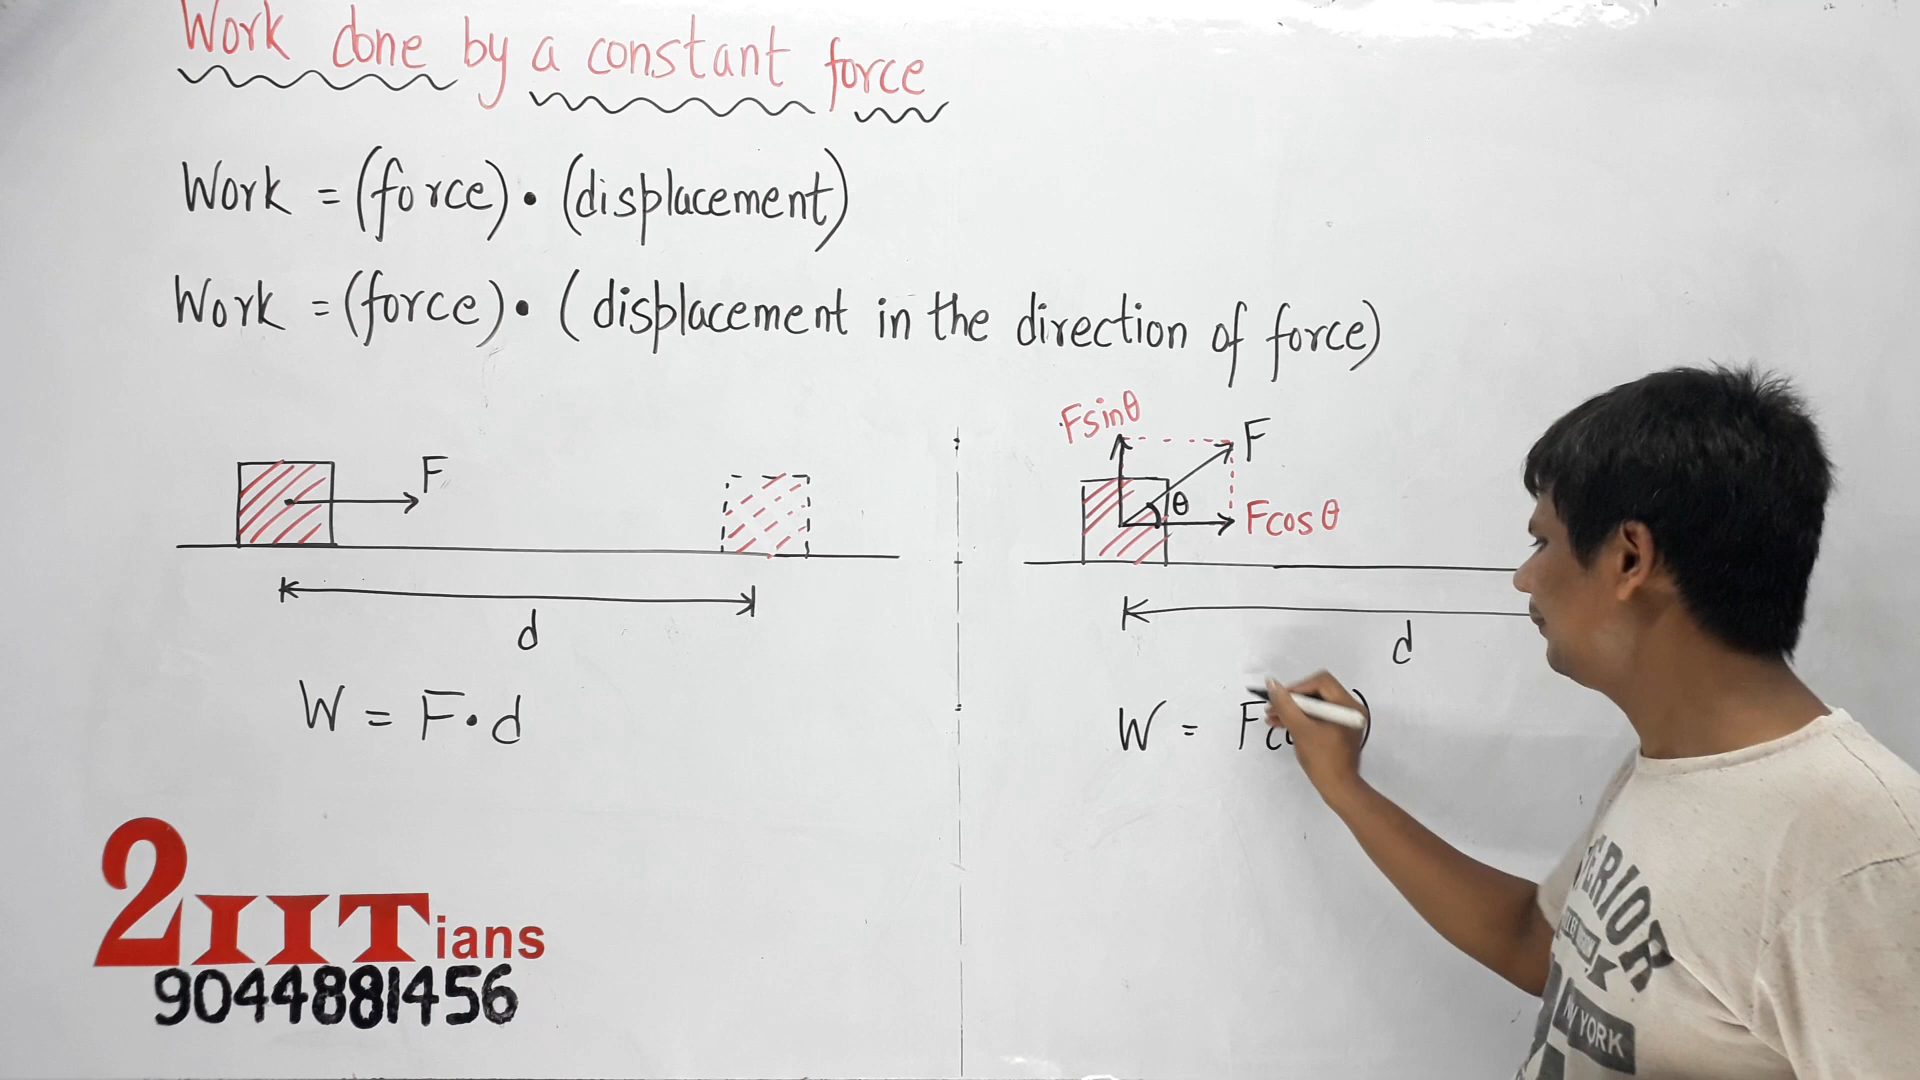 Work done by a constant force
Work = (force) • (displacement)
Work = (force) • (displacement in the direction of force)
F
d
W = F • d
Fsinθ
F
θ
Fcosθ
d
W =
2IITians
9044881456
YORK